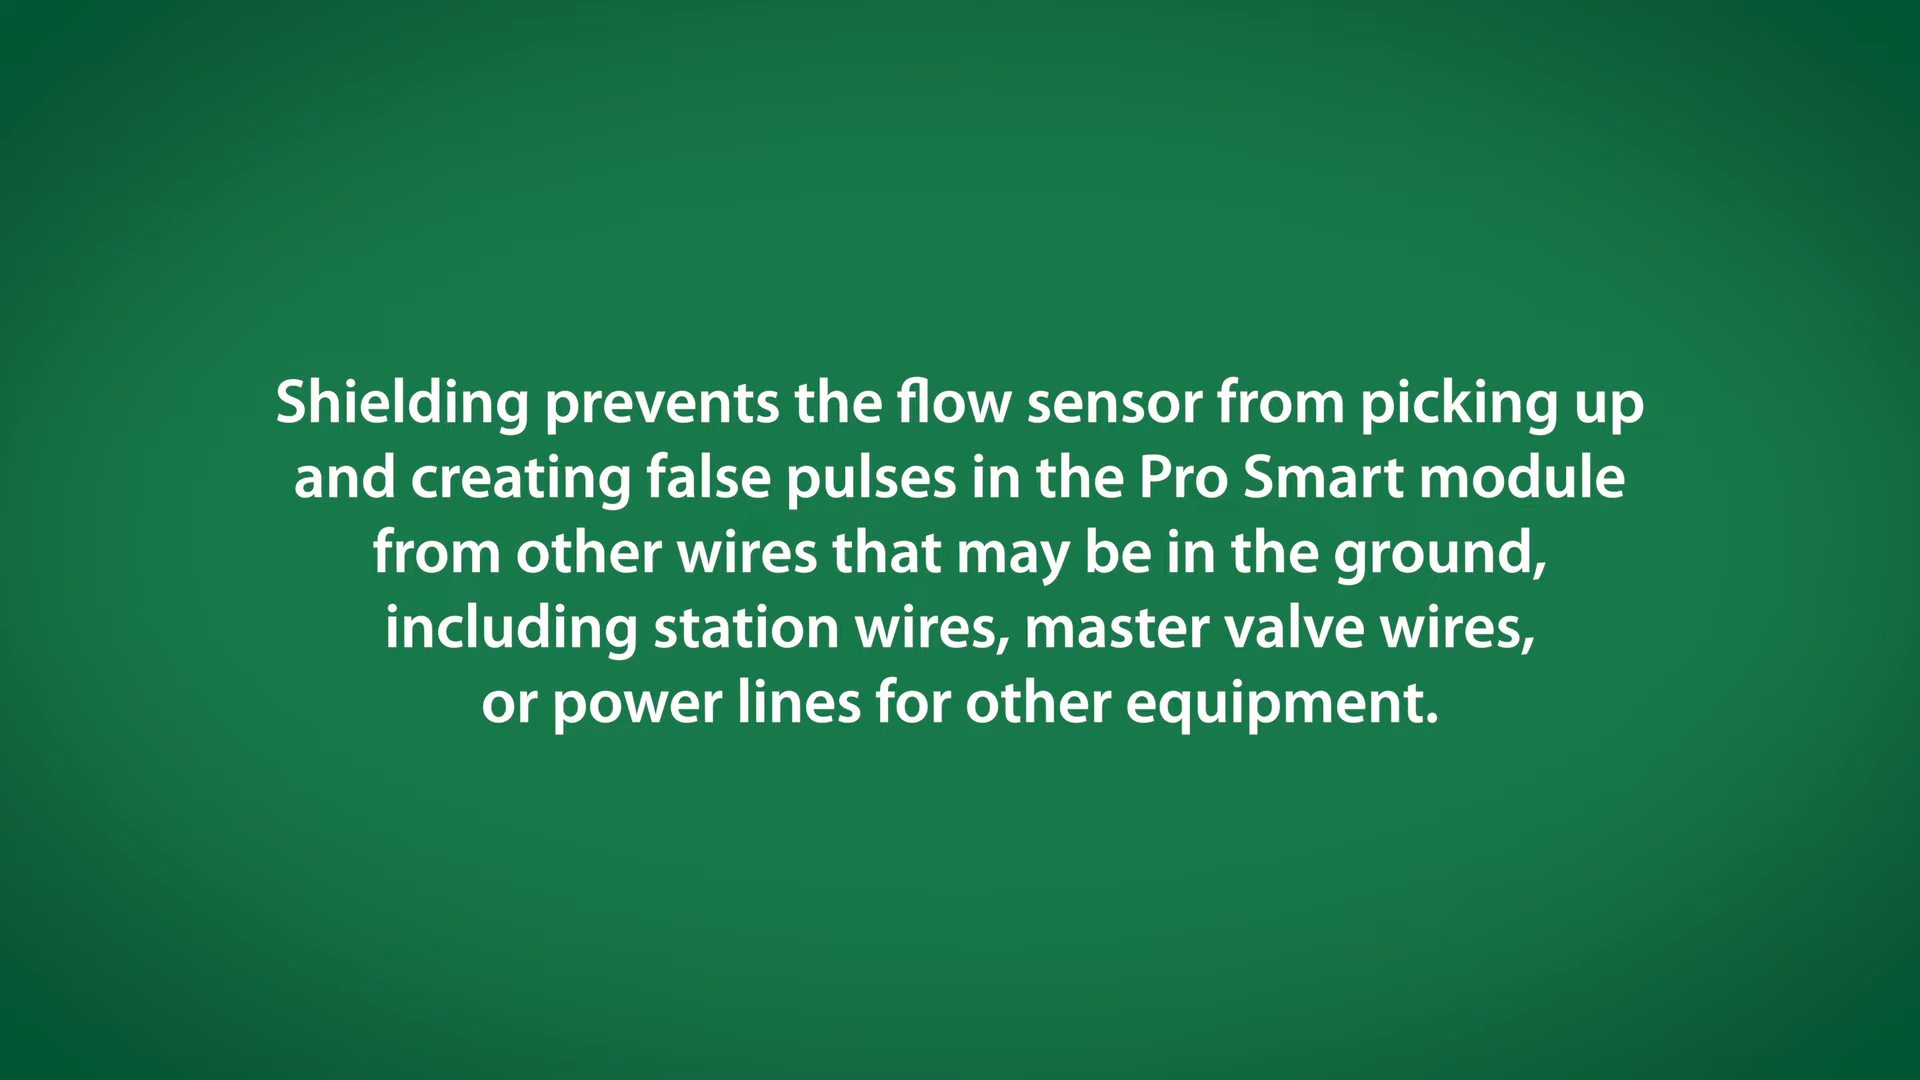 Shielding prevents the flow sensor from picking up
and creating false pulses in the Pro Smart module
from other wires that may be in the ground,
including station wires, master valve wires,
or power lines for other equipment.